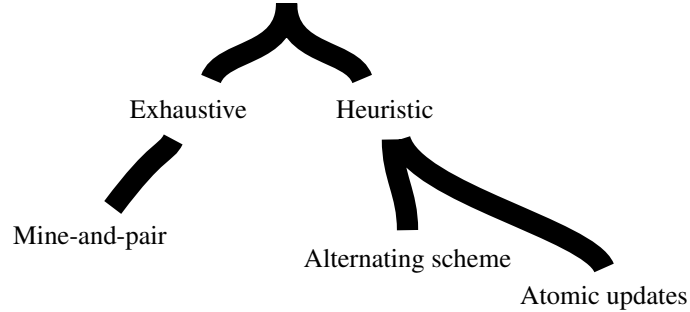 Exhaustive
Heuristic
Mine-and-pair
Alternating scheme
Atomic updates